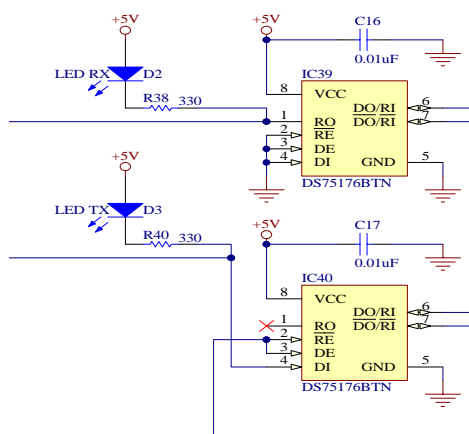 +5V
+5V
C16
0.01uF
LED RX
D2
R38
330
IC39
8
VCC
1
RO
2
RE
3
DE
4
DI
DO/RI
6
DO/RI
7
GND
5
DS75176BTN
+5V
LED TX
D3
R40
330
+5V
C17
0.01uF
IC40
8
VCC
1
RO
2
RE
3
DE
4
DI
DO/RI
6
DO/RI
7
GND
5
DS75176BTN